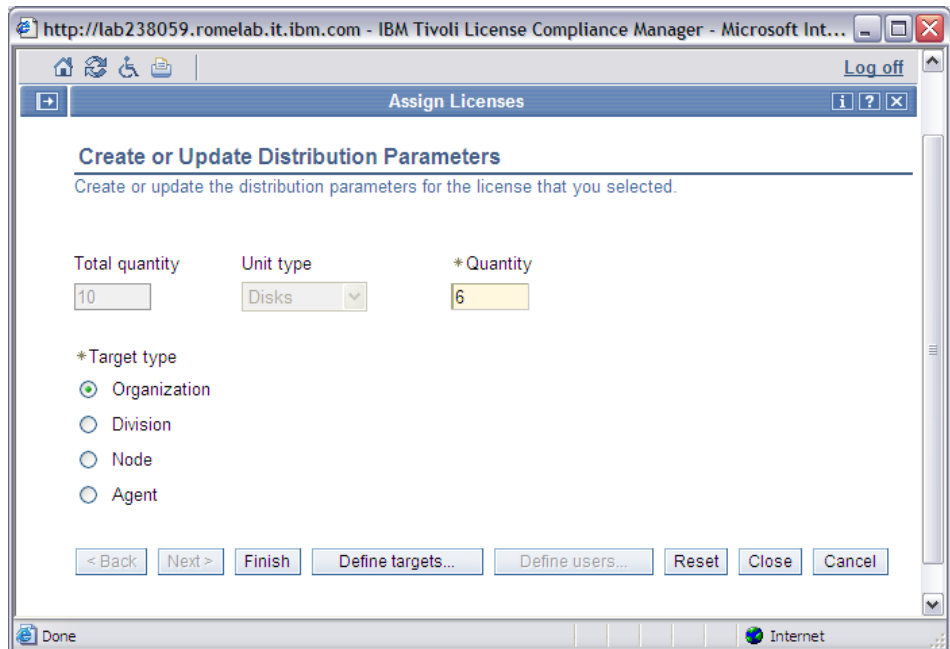 http://lab238059.romelab.it.ibm.com - IBM Tivoli License Compliance Manager - Microsoft Int...
Log off
Assign Licenses
i ? X
Create or Update Distribution Parameters
Create or update the distribution parameters for the license that you selected.
Total quantity Unit type *Quantity
10 Disks 6
*Target type
Organization
Division
Node
Agent
< Back Next > Finish Define targets... Define users... Reset Close Cancel
Done Internet